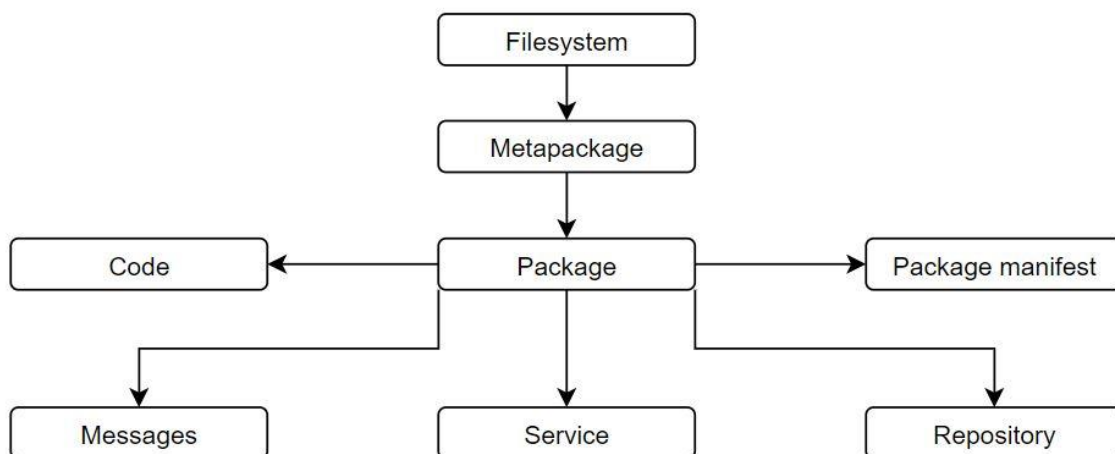 Filesystem
Metapackage
Code
Package
Package manifest
Messages
Service
Repository